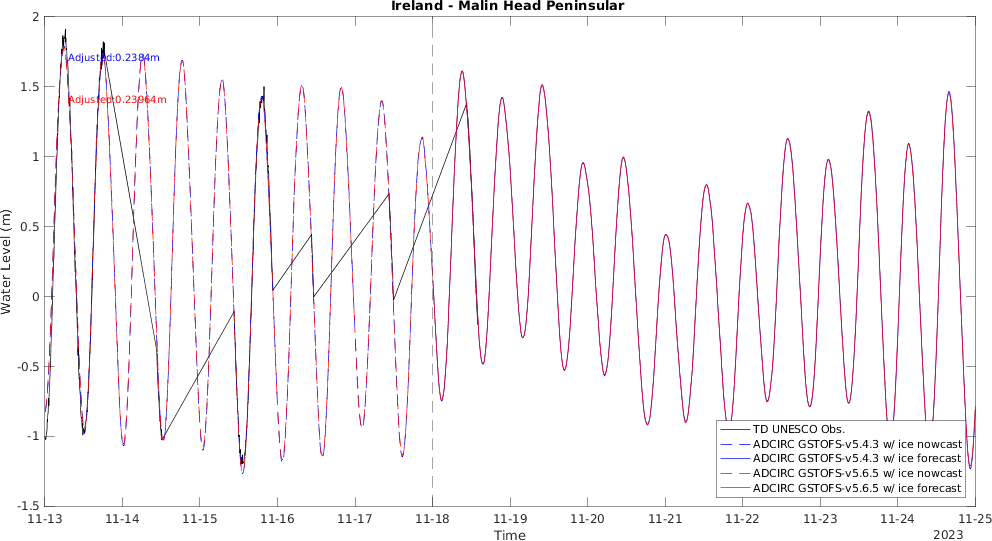 Ireland - Malin Head Peninsular
2
1.5
1
0.5
0
-0.5
-1
-1.5
Water Level (m)
Adjusted:0.2384m
Adjusted:0.23964m
TD UNESCO Obs.
ADCIRC GSTOFS-v5.4.3 w/ ice nowcast
ADCIRC GSTOFS-v5.4.3 w/ ice forecast
ADCIRC GSTOFS-v5.6.5 w/ ice nowcast
ADCIRC GSTOFS-v5.6.5 w/ ice forecast
11-13 11-14 11-15 11-16 11-17 11-18 11-19 11-20 11-21 11-22 11-23 11-24 11-25
Time
2023